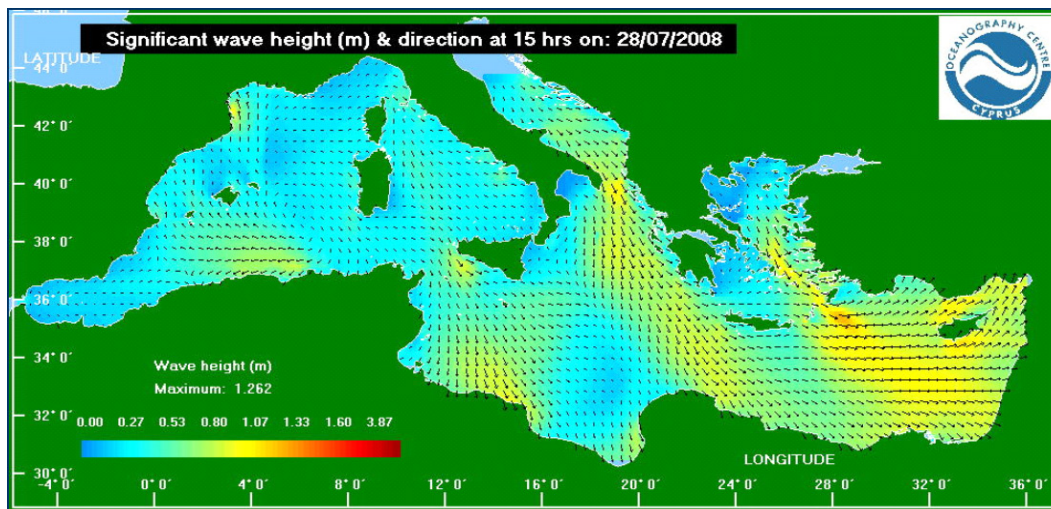 Significant wave height (m) & direction at 15 hrs on: 28/07/2008
LATITUDE
OCEANOGRAPHY CENTRE
CYPRUS
44° 0´
42° 0´
40° 0´
38° 0´
36° 0´
34° 0´
32° 0´
30° 0´
Wave height (m)
Maximum: 1.262
0.00 0.27 0.53 0.80 1.07 1.33 1.60 3.87
LONGITUDE
-4° 0´ 0° 0´ 4° 0´ 8° 0´ 12° 0´ 16° 0´ 20° 0´ 24° 0´ 28° 0´ 32° 0´ 36° 0´